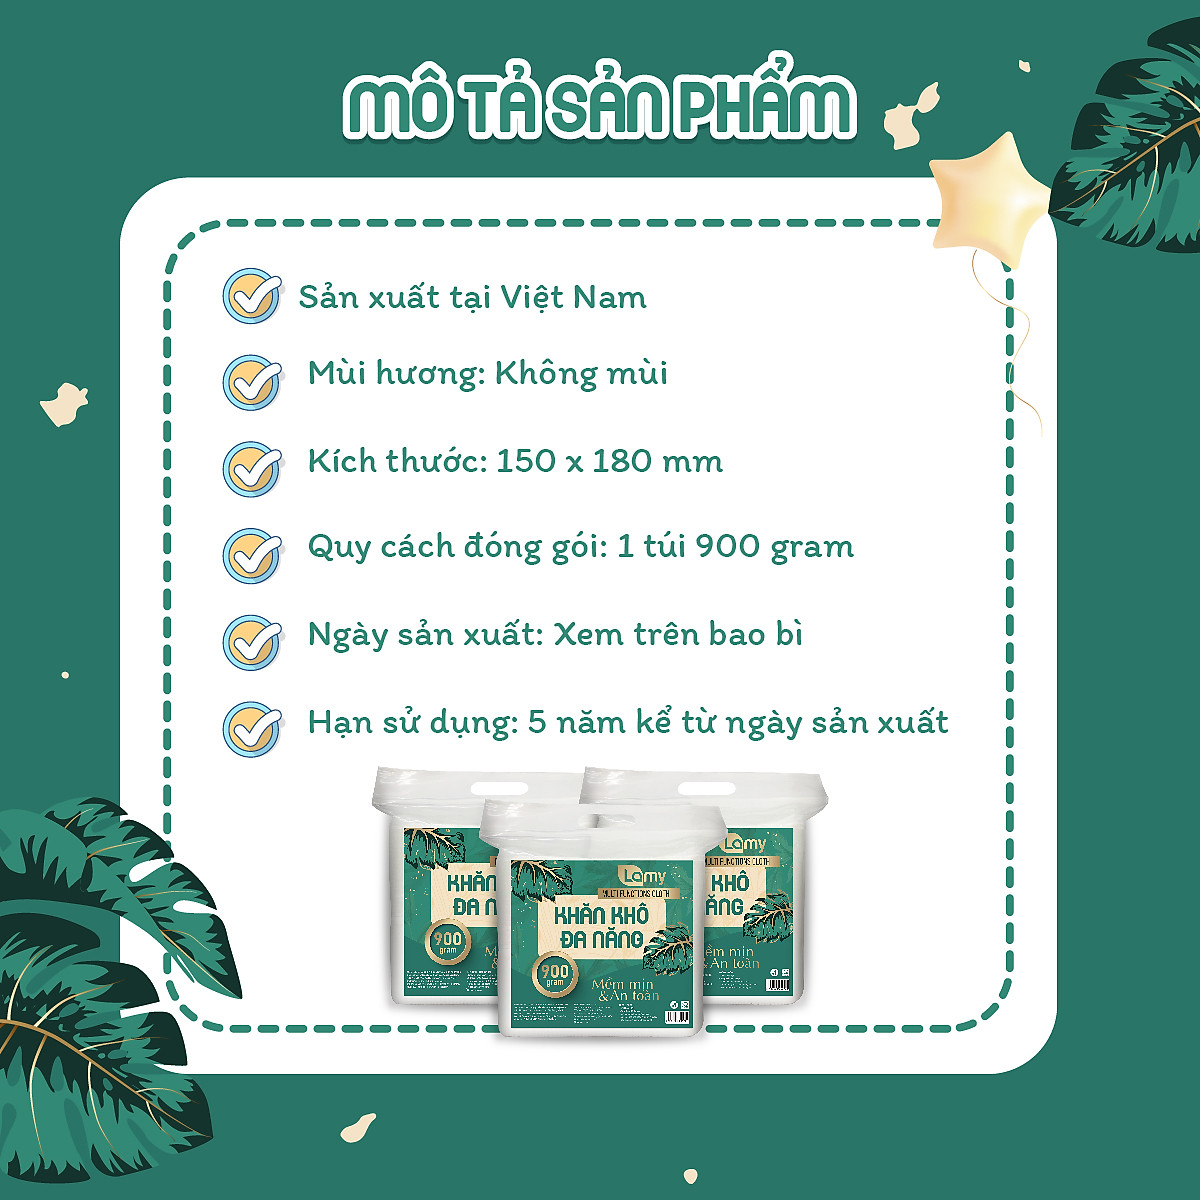 MÔ TẢ SẢN PHẨM
Sản xuất tại Việt Nam
Mùi hương: Không mùi
Kích thước: 150 x 180 mm
Quy cách đóng gói: 1 túi 900 gram
Ngày sản xuất: Xem trên bao bì
Hạn sử dụng: 5 năm kể từ ngày sản xuất
KHĂN
ĐA N
900
gram
Lamy
MULTI FUNCTIONS CLOTH
KHĂN KHÔ
ĐA NĂNG
900
gram
Mềm mịn
& An toàn
Lamy
MULTI FUNCTIONS CLOTH
KHÔ
ĂNG
ềm mịn
& An toàn